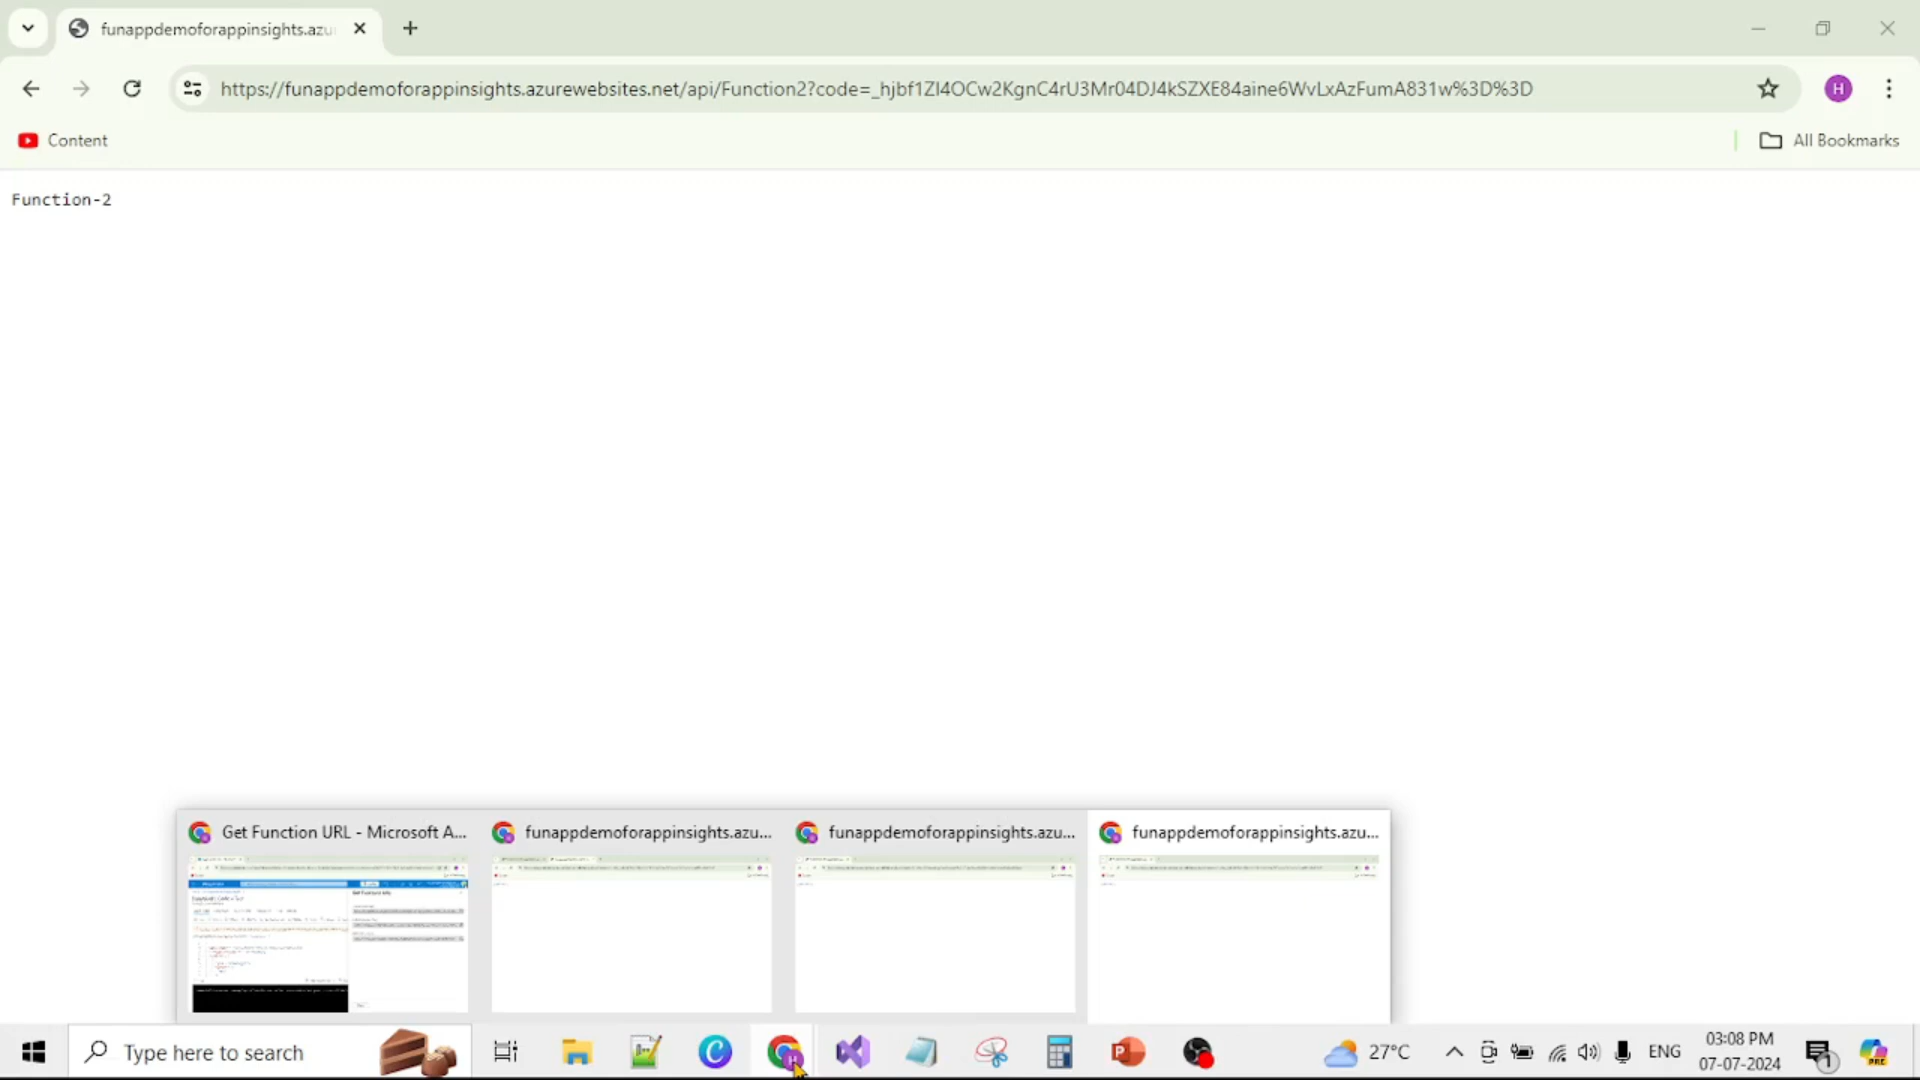 funappdemoforappinsights.azu
https://funappdemoforappinsights.azurewebsites.net/api/Function2?code=_hjbf1ZI4OCw2KgnC4rU3Mr04DJ4kSZXE84aine6WvLxAzFumA831w%3D%3D
H
Content
All Bookmarks
Function-2
Get Function URL - Microsoft A...
funappdemoforappinsights.azu...
funappdemoforappinsights.azu...
funappdemoforappinsights.azu...
Type here to search
27°C
ENG
03:08 PM
07-07-2024
1